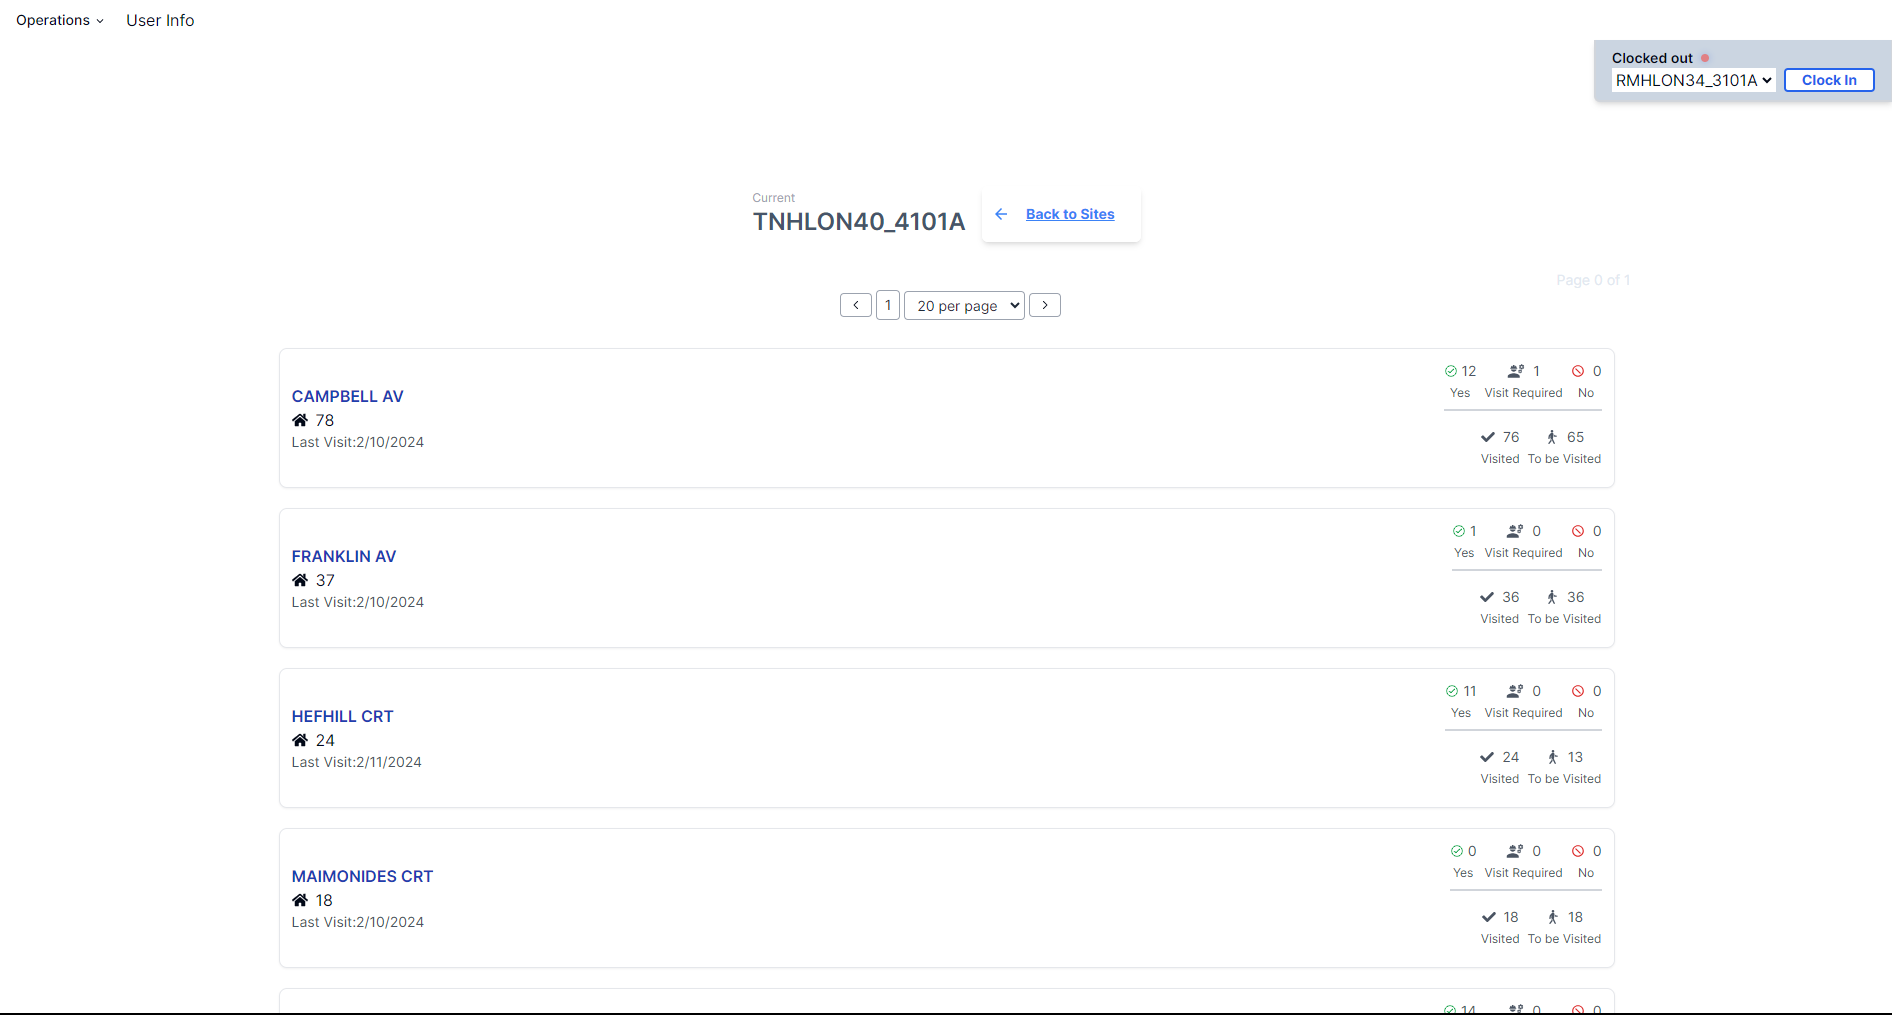 Operations User Info
Clocked out
RMHLON34_3101A Clock In
Current
TNHLON40_4101A
Back to Sites
Page 0 of 1
1 20 per page
CAMPBELL AV
78
Last Visit:2/10/2024
12 1 0
Yes Visit Required No
76 65
Visited To be Visited
FRANKLIN AV
37
Last Visit:2/10/2024
1 0 0
Yes Visit Required No
36 36
Visited To be Visited
HEFHILL CRT
24
Last Visit:2/11/2024
11 0 0
Yes Visit Required No
24 13
Visited To be Visited
MAIMONIDES CRT
18
Last Visit:2/10/2024
0 0 0
Yes Visit Required No
18 18
Visited To be Visited
14 0 0